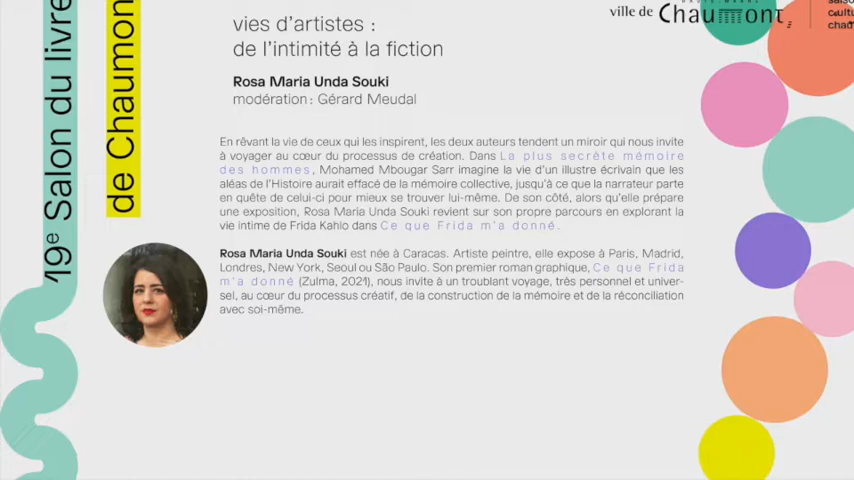 19e Salon du livre
de Chaumon
vies d'artistes :
de l'intimité à la fiction
ville de Chaumont
cultu
chau
Rosa Maria Unda Souki
modération : Gérard Meudal
En rêvant la vie de ceux qui les inspirent, les deux auteurs tendent un miroir qui nous invite
à voyager au cœur du processus de création. Dans La plus secrète mémoire
des hommes, Mohamed Mbougar Sarr imagine la vie d'un illustre écrivain que les
aléas de l'Histoire aurait effacé de la mémoire collective, jusqu'à ce que la narrateur parte
en quête de celui-ci pour mieux se trouver lui-même. De son côté, alors qu'elle prépare
une exposition, Rosa Maria Unda Souki revient sur son propre parcours en explorant la
vie intime de Frida Kahlo dans Ce que Frida m'a donné.
Rosa Maria Unda Souki est née à Caracas. Artiste peintre, elle expose à Paris, Madrid,
Londres, New York, Seoul ou São Paulo. Son premier roman graphique, Ce que Frida
m'a donné (Zulma, 2021), nous invite à un troublant voyage, très personnel et univer-
sel, au cœur du processus créatif, de la construction de la mémoire et de la réconciliation
avec soi-même.